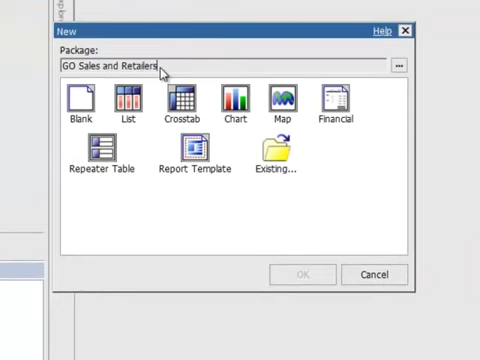 New
Help
Package:
GO Sales and Retailers
...
Blank
List
Crosstab
Chart
Map
Financial
Repeater Table
Report Template
Existing...
OK
Cancel